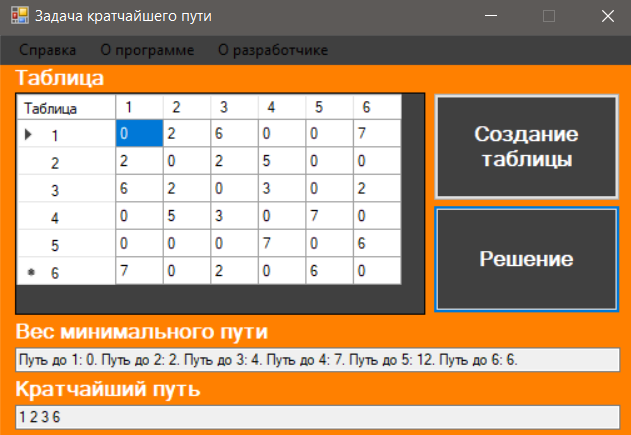 Задача кратчайшего пути
Справка О программе О разработчике
Таблица
Таблица 1 2 3 4 5 6
1 0 2 6 0 0 7
2 2 0 2 5 0 0
3 6 2 0 3 0 2
4 0 5 3 0 7 0
5 0 0 0 7 0 6
6 7 0 2 0 6 0
Создание
таблицы
Решение
Вес минимального пути
Путь до 1: 0. Путь до 2: 2. Путь до 3: 4. Путь до 4: 7. Путь до 5: 12. Путь до 6: 6.
Кратчайший путь
1 2 3 6